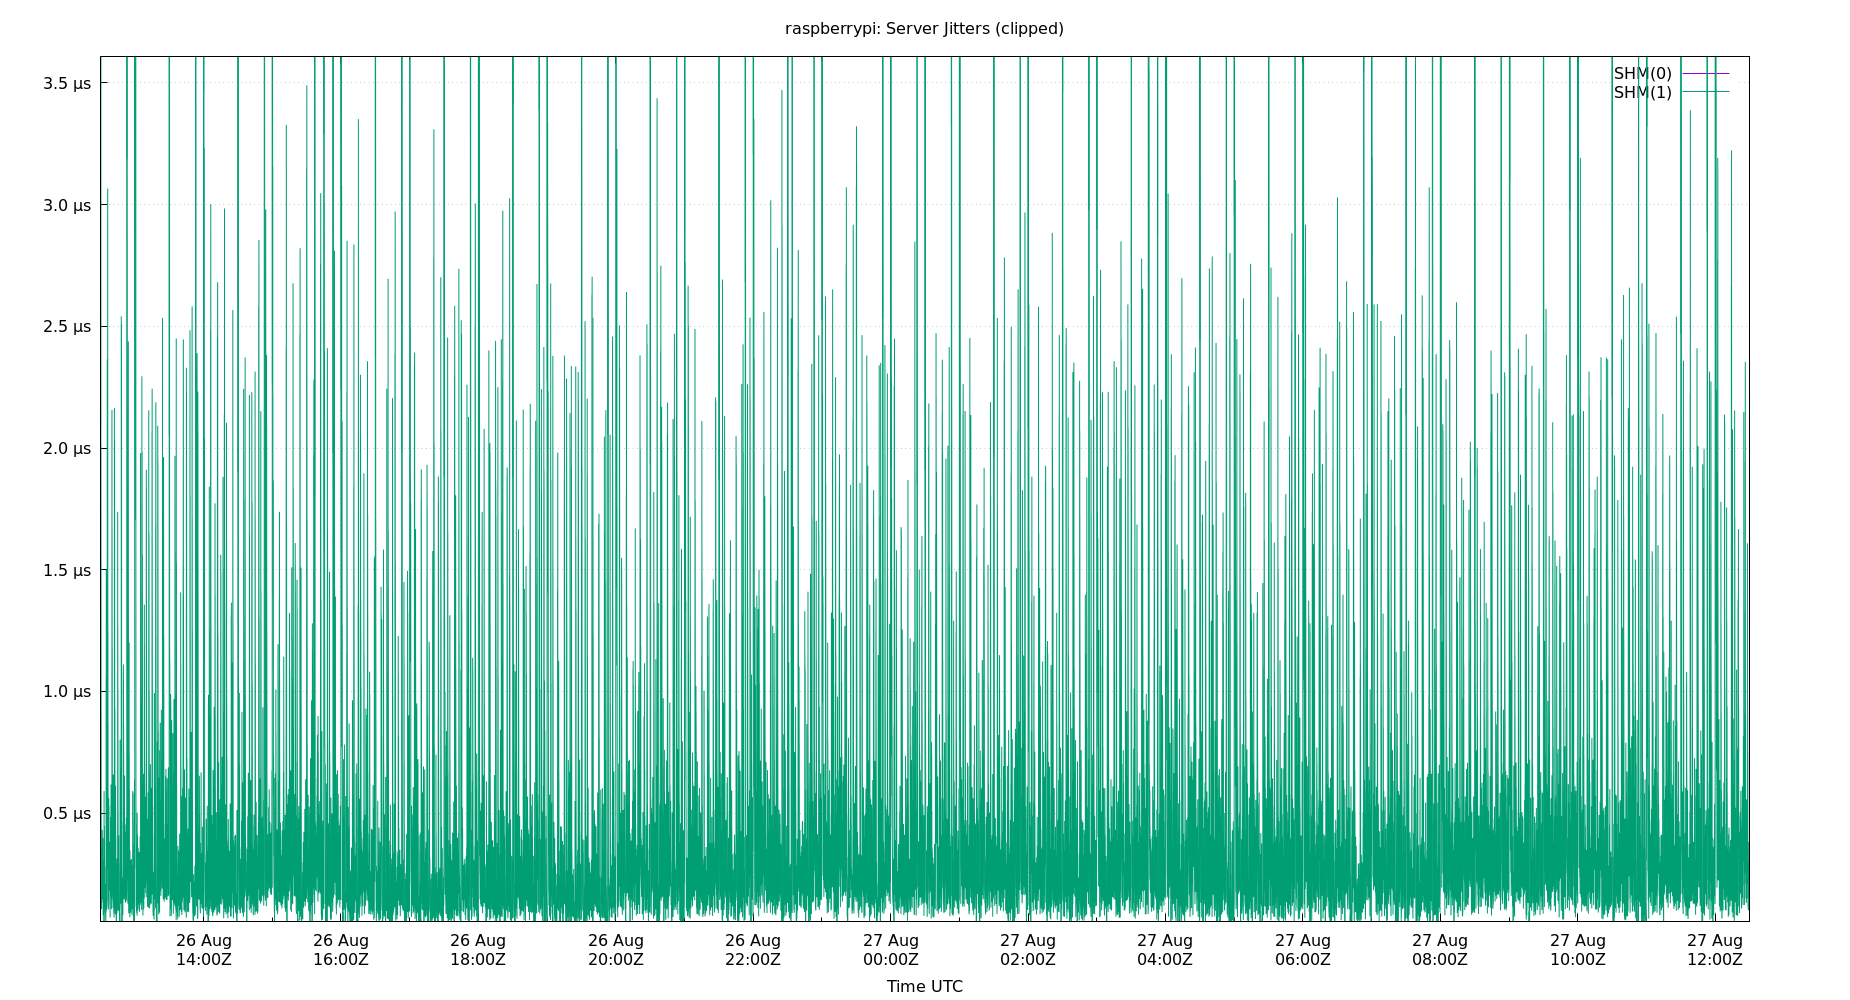 raspberrypi: Server Jitters (clipped)
3.5 μs
3.0 μs
2.5 μs
2.0 μs
1.5 μs
1.0 μs
0.5 μs
SHM(0)
SHM(1)
26 Aug 26 Aug 26 Aug 26 Aug 26 Aug 27 Aug 27 Aug 27 Aug 27 Aug 27 Aug 27 Aug 27 Aug
14:00Z 16:00Z 18:00Z 20:00Z 22:00Z 00:00Z 02:00Z 04:00Z 06:00Z 08:00Z 10:00Z 12:00Z
Time UTC